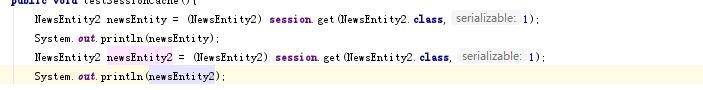 public void testSessionCache(){
NewsEntity2 newsEntity = (NewsEntity2) session.get(NewsEntity2.class, serializable: 1);
System.out.println(newsEntity);
NewsEntity2 newsEntity2 = (NewsEntity2) session.get(NewsEntity2.class, serializable: 1);
System.out.println(newsEntity2);